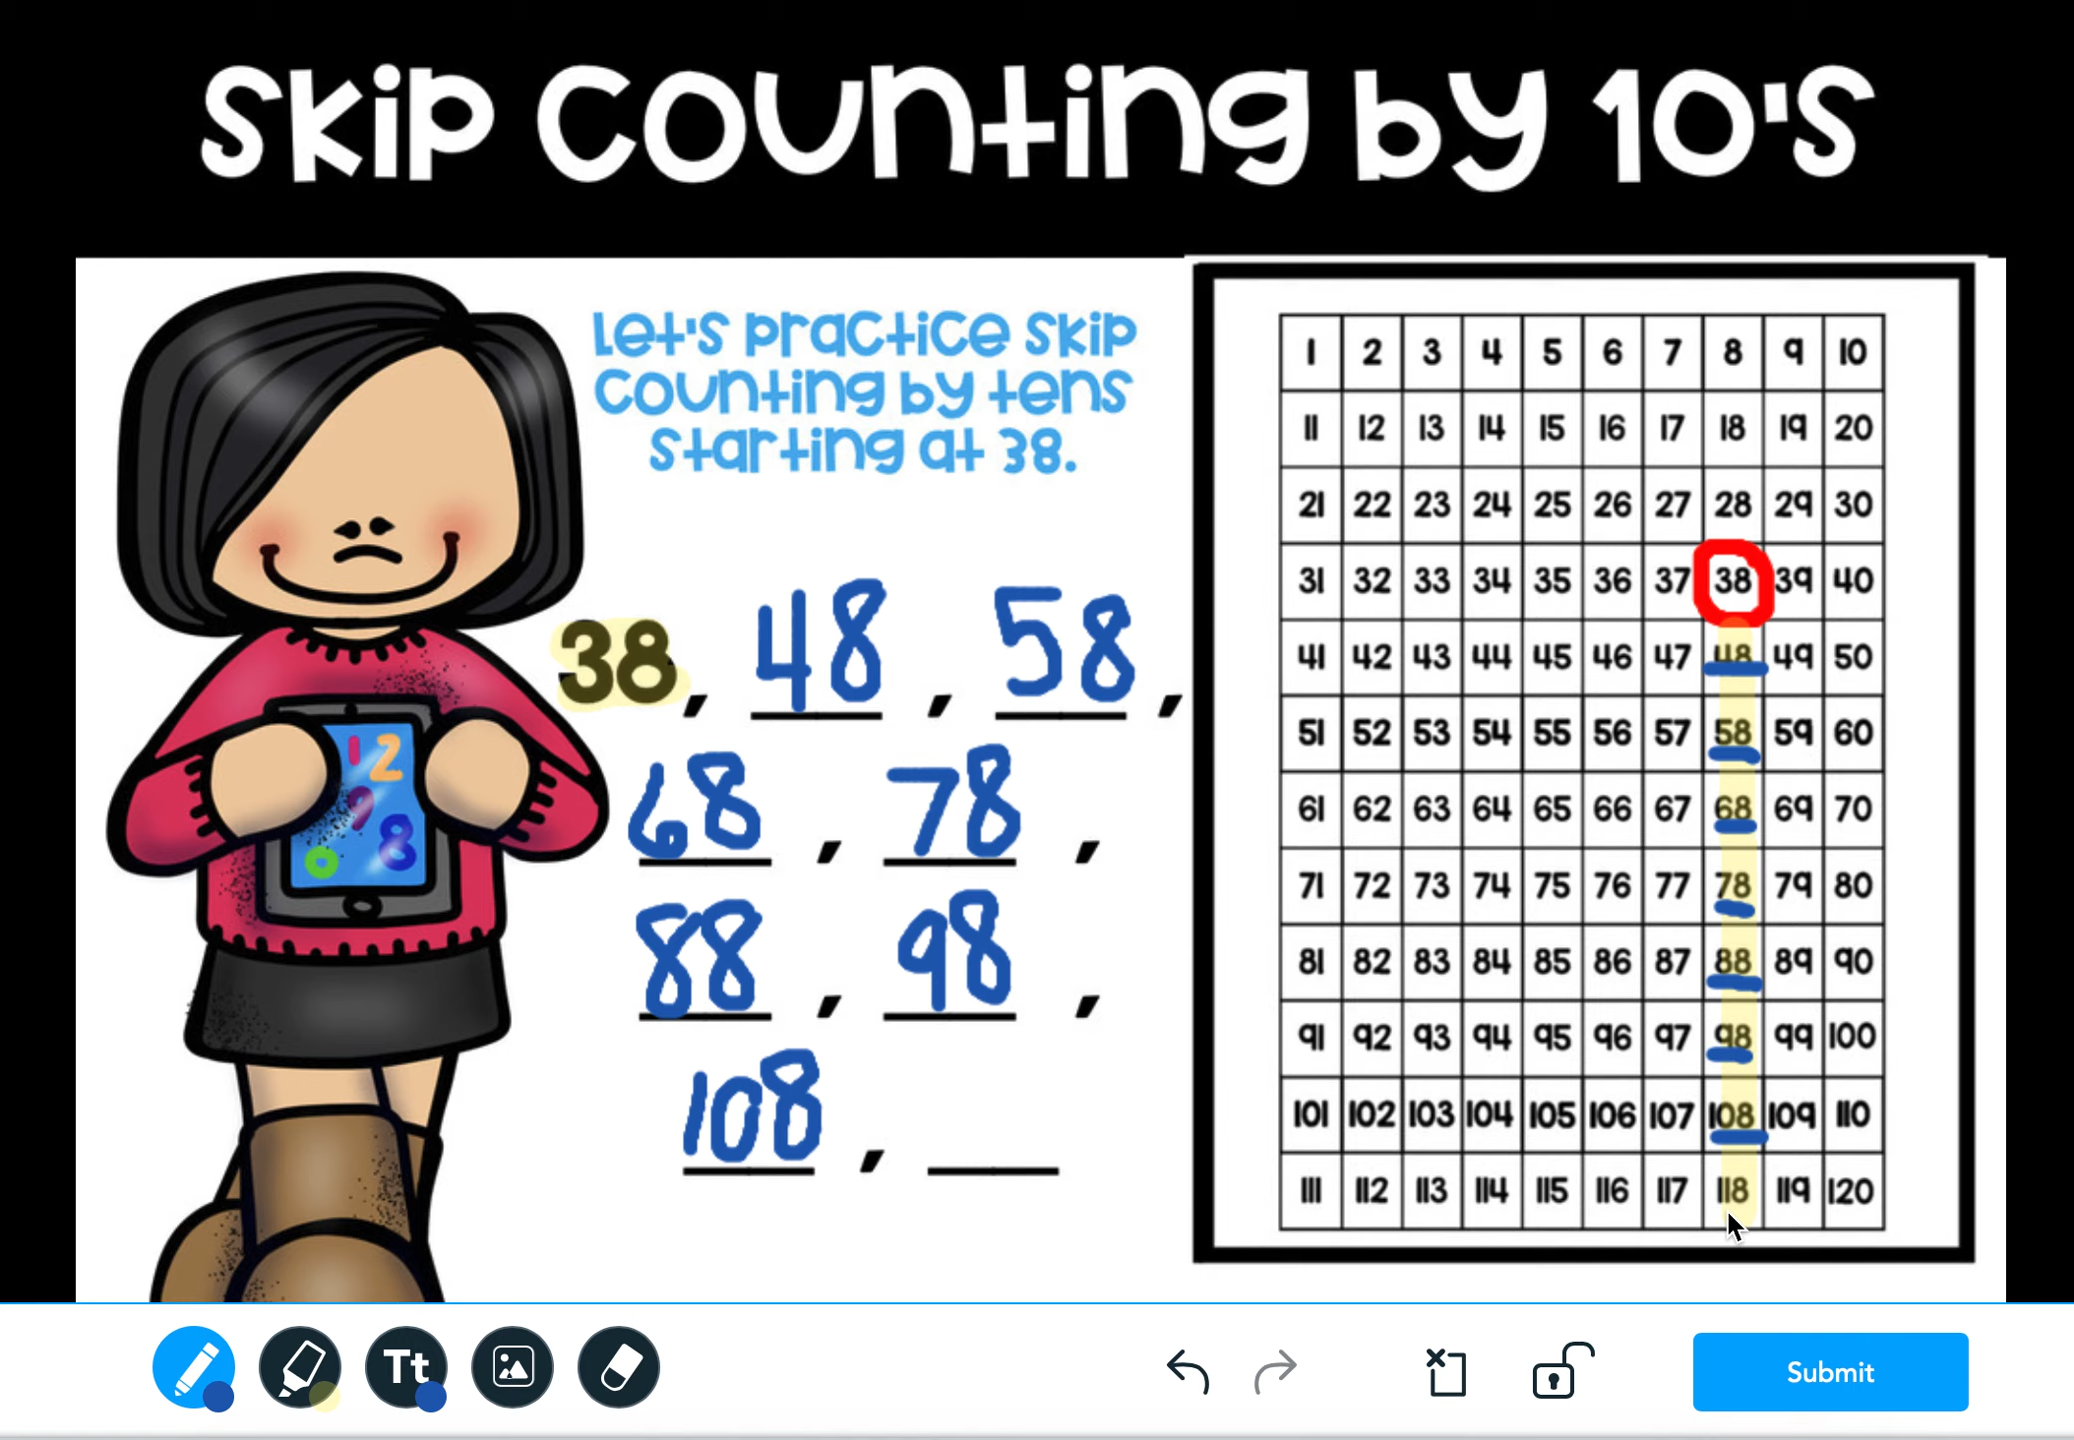 Skip Counting by 10's
Let's practice skip
counting by tens
starting at 38.
38, 48, 58,
68, 78,
88, 98,
108, __
1 2
9
8
0
1 2 3 4 5 6 7 8 9 10
11 12 13 14 15 16 17 18 19 20
21 22 23 24 25 26 27 28 29 30
31 32 33 34 35 36 37 38 39 40
41 42 43 44 45 46 47 48 49 50
51 52 53 54 55 56 57 58 59 60
61 62 63 64 65 66 67 68 69 70
71 72 73 74 75 76 77 78 79 80
81 82 83 84 85 86 87 88 89 90
91 92 93 94 95 96 97 98 99 100
101 102 103 104 105 106 107 108 109 110
111 112 113 114 115 116 117 118 119 120
Tt
Submit